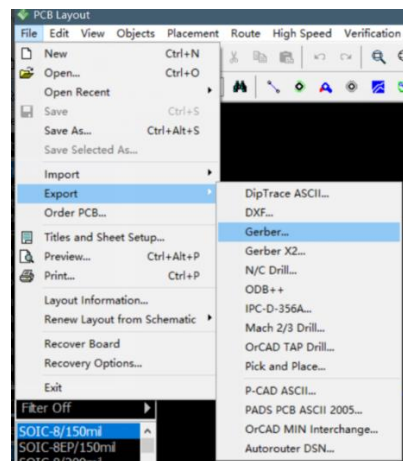 PCB Layout
File Edit View Objects Placement Route High Speed Verification
New Ctrl+N
Open... Ctrl+O
Open Recent
Save Ctrl+S
Save As... Ctrl+Alt+S
Save Selected As...
Import
Export
Order PCB...
Titles and Sheet Setup...
Preview... Ctrl+Alt+P
Print... Ctrl+P
Layout Information...
Renew Layout from Schematic
Recover Board
Recovery Options...
Exit
DipTrace ASCII...
DXF...
Gerber...
Gerber X2...
N/C Drill...
ODB++
IPC-D-356A...
Mach 2/3 Drill...
OrCAD TAP Drill...
Pick and Place...
P-CAD ASCII...
PADS PCB ASCII 2005...
OrCAD MIN Interchange...
Autorouter DSN...
Filter Off
SOIC-8/150mil
SOIC-8EP/150mil